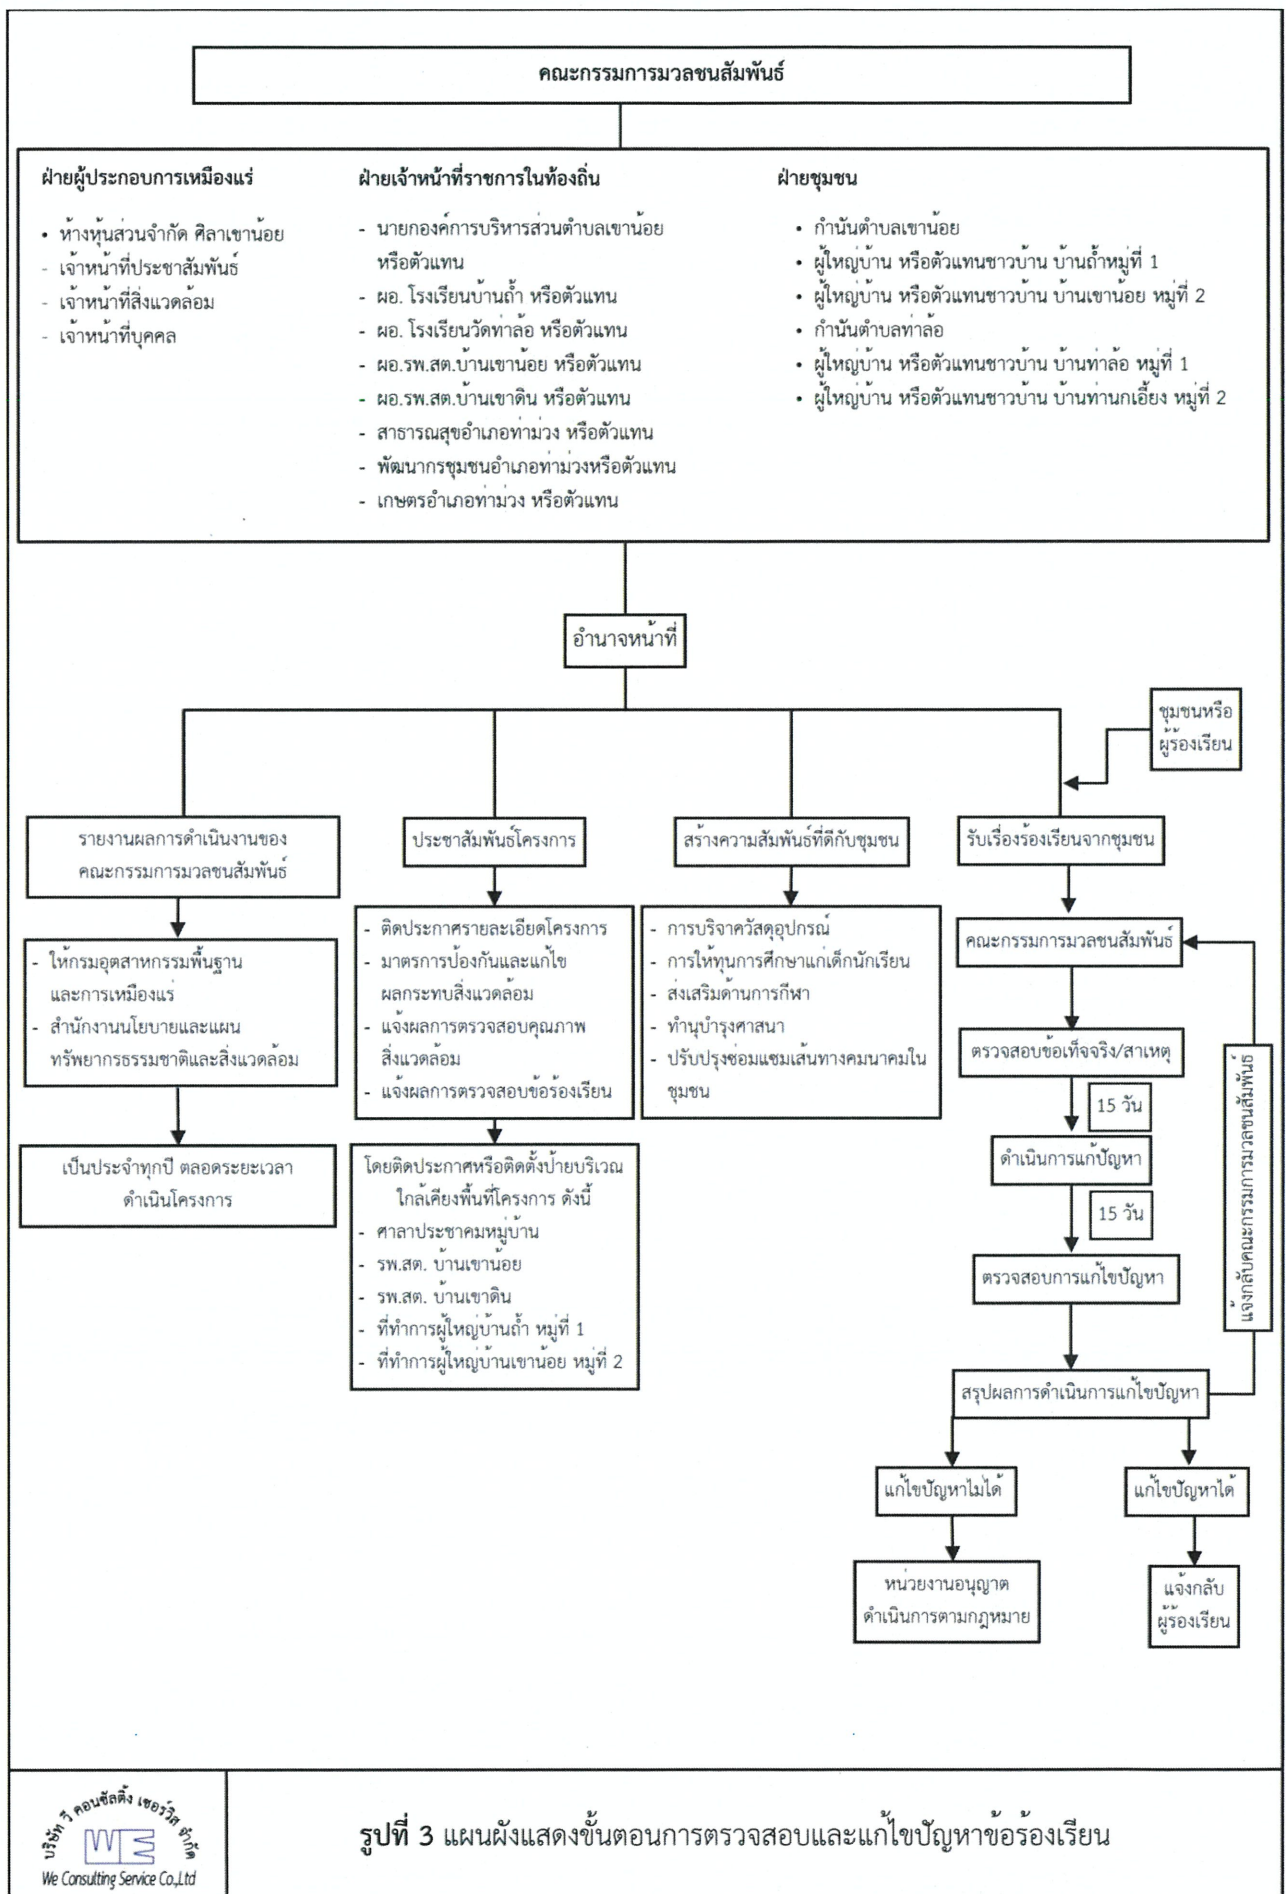 คณะกรรมการมวลชนสัมพันธ์
ฝ่ายผู้ประกอบการเหมืองแร่
• ห้างหุ้นส่วนจำกัด ศิลาเขาน้อย
- เจ้าหน้าที่ประชาสัมพันธ์
- เจ้าหน้าที่สิ่งแวดล้อม
- เจ้าหน้าที่บุคคล
ฝ่ายเจ้าหน้าที่ราชการในท้องถิ่น
- นายกองค์การบริหารส่วนตำบลเขาน้อย
หรือตัวแทน
- ผอ. โรงเรียนบ้านถ้ำ หรือตัวแทน
- ผอ. โรงเรียนวัดท่าล้อ หรือตัวแทน
- ผอ.รพ.สต.บ้านเขาน้อย หรือตัวแทน
- ผอ.รพ.สต.บ้านเขาดิน หรือตัวแทน
- สาธารณสุขอำเภอท่าม่วง หรือตัวแทน
- พัฒนากรชุมชนอำเภอท่าม่วงหรือตัวแทน
- เกษตรอำเภอท่าม่วง หรือตัวแทน
ฝ่ายชุมชน
• กำนันตำบลเขาน้อย
• ผู้ใหญ่บ้าน หรือตัวแทนชาวบ้าน บ้านถ้ำหมู่ที่ 1
• ผู้ใหญ่บ้าน หรือตัวแทนชาวบ้าน บ้านเขาน้อย หมู่ที่ 2
• กำนันตำบลท่าล้อ
• ผู้ใหญ่บ้าน หรือตัวแทนชาวบ้าน บ้านท่าล้อ หมู่ที่ 1
• ผู้ใหญ่บ้าน หรือตัวแทนชาวบ้าน บ้านท่านกเอี้ยง หมู่ที่ 2
อำนาจหน้าที่
ชุมชนหรือ
ผู้ร้องเรียน
รายงานผลการดำเนินงานของ
คณะกรรมการมวลชนสัมพันธ์
- ให้กรมอุตสาหกรรมพื้นฐาน
และการเหมืองแร่
- สำนักงานนโยบายและแผน
ทรัพยากรธรรมชาติและสิ่งแวดล้อม
เป็นประจำทุกปี ตลอดระยะเวลา
ดำเนินโครงการ
ประชาสัมพันธ์โครงการ
- ติดประกาศรายละเอียดโครงการ
- มาตรการป้องกันและแก้ไข
ผลกระทบสิ่งแวดล้อม
- แจ้งผลการตรวจสอบคุณภาพ
สิ่งแวดล้อม
- แจ้งผลการตรวจสอบข้อร้องเรียน
โดยติดประกาศหรือติดตั้งป้ายบริเวณ
ใกล้เคียงพื้นที่โครงการ ดังนี้
- ศาลาประชาคมหมู่บ้าน
- รพ.สต. บ้านเขาน้อย
- รพ.สต. บ้านเขาดิน
- ที่ทำการผู้ใหญ่บ้านถ้ำ หมู่ที่ 1
- ที่ทำการผู้ใหญ่บ้านเขาน้อย หมู่ที่ 2
สร้างความสัมพันธ์ที่ดีกับชุมชน
- การบริจาควัสดุอุปกรณ์
- การให้ทุนการศึกษาแก่เด็กนักเรียน
- ส่งเสริมด้านการกีฬา
- ทำนุบำรุงศาสนา
- ปรับปรุงซ่อมแซมเส้นทางคมนาคมใน
ชุมชน
รับเรื่องร้องเรียนจากชุมชน
คณะกรรมการมวลชนสัมพันธ์
ตรวจสอบข้อเท็จจริง/สาเหตุ
15 วัน
ดำเนินการแก้ปัญหา
15 วัน
ตรวจสอบการแก้ไขปัญหา
สรุปผลการดำเนินการแก้ไขปัญหา
แจ้งกลับคณะกรรมการมวลชนสัมพันธ์
แก้ไขปัญหาไม่ได้
แก้ไขปัญหาได้
หน่วยงานอนุญาต
ดำเนินการตามกฎหมาย
แจ้งกลับ
ผู้ร้องเรียน
บริษัท วี คอนซัลติ้ง เซอร์วิส จำกัด
WE
We Consulting Service Co.,Ltd
รูปที่ 3 แผนผังแสดงขั้นตอนการตรวจสอบและแก้ไขปัญหาข้อร้องเรียน